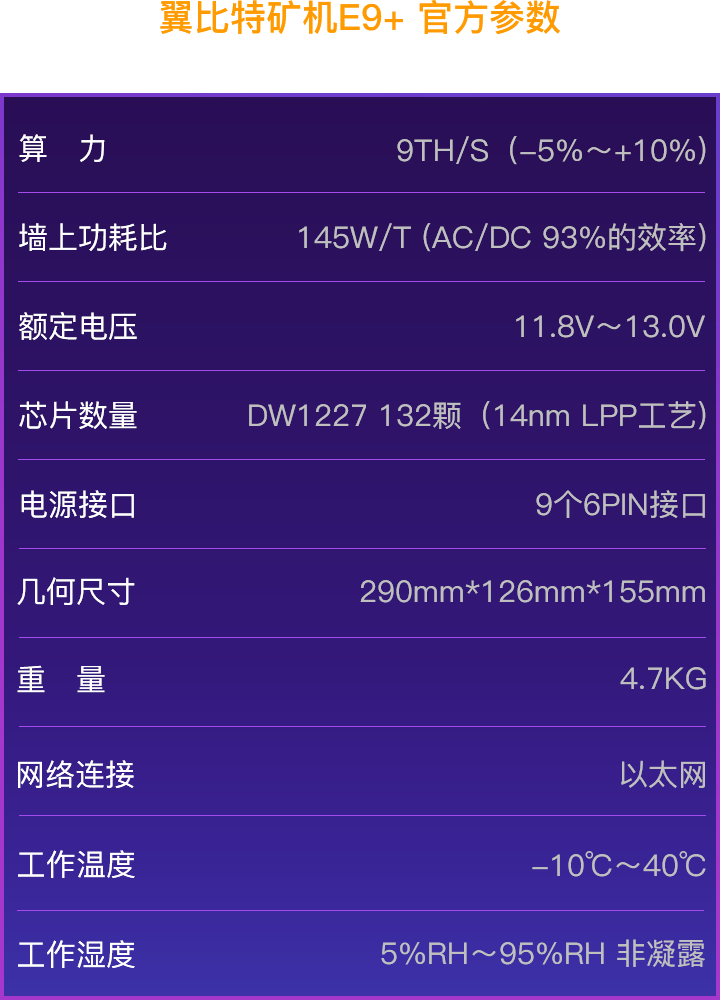 翼比特矿机E9+ 官方参数
算 力 9TH/S (-5%～+10%)
墙上功耗比 145W/T (AC/DC 93%的效率)
额定电压 11.8V～13.0V
芯片数量 DW1227 132颗 (14nm LPP工艺)
电源接口 9个6PIN接口
几何尺寸 290mm*126mm*155mm
重 量 4.7KG
网络连接 以太网
工作温度 -10℃～40℃
工作湿度 5%RH～95%RH 非凝露